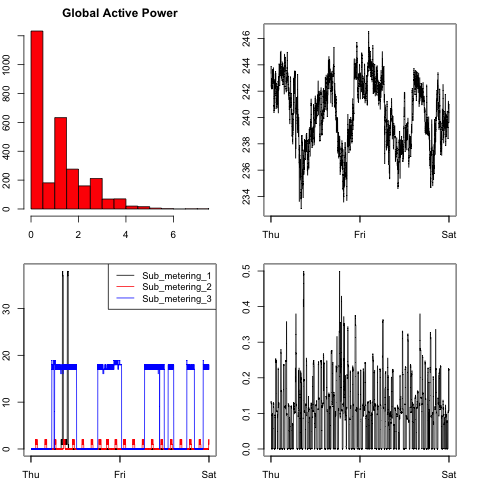 Global Active Power
0 200 400 600 800 1000
0 2 4 6
234 236 238 240 242 244 246
Thu Fri Sat
Sub_metering_1
Sub_metering_2
Sub_metering_3
0 10 20 30
Thu Fri Sat
0.0 0.1 0.2 0.3 0.4 0.5
Thu Fri Sat